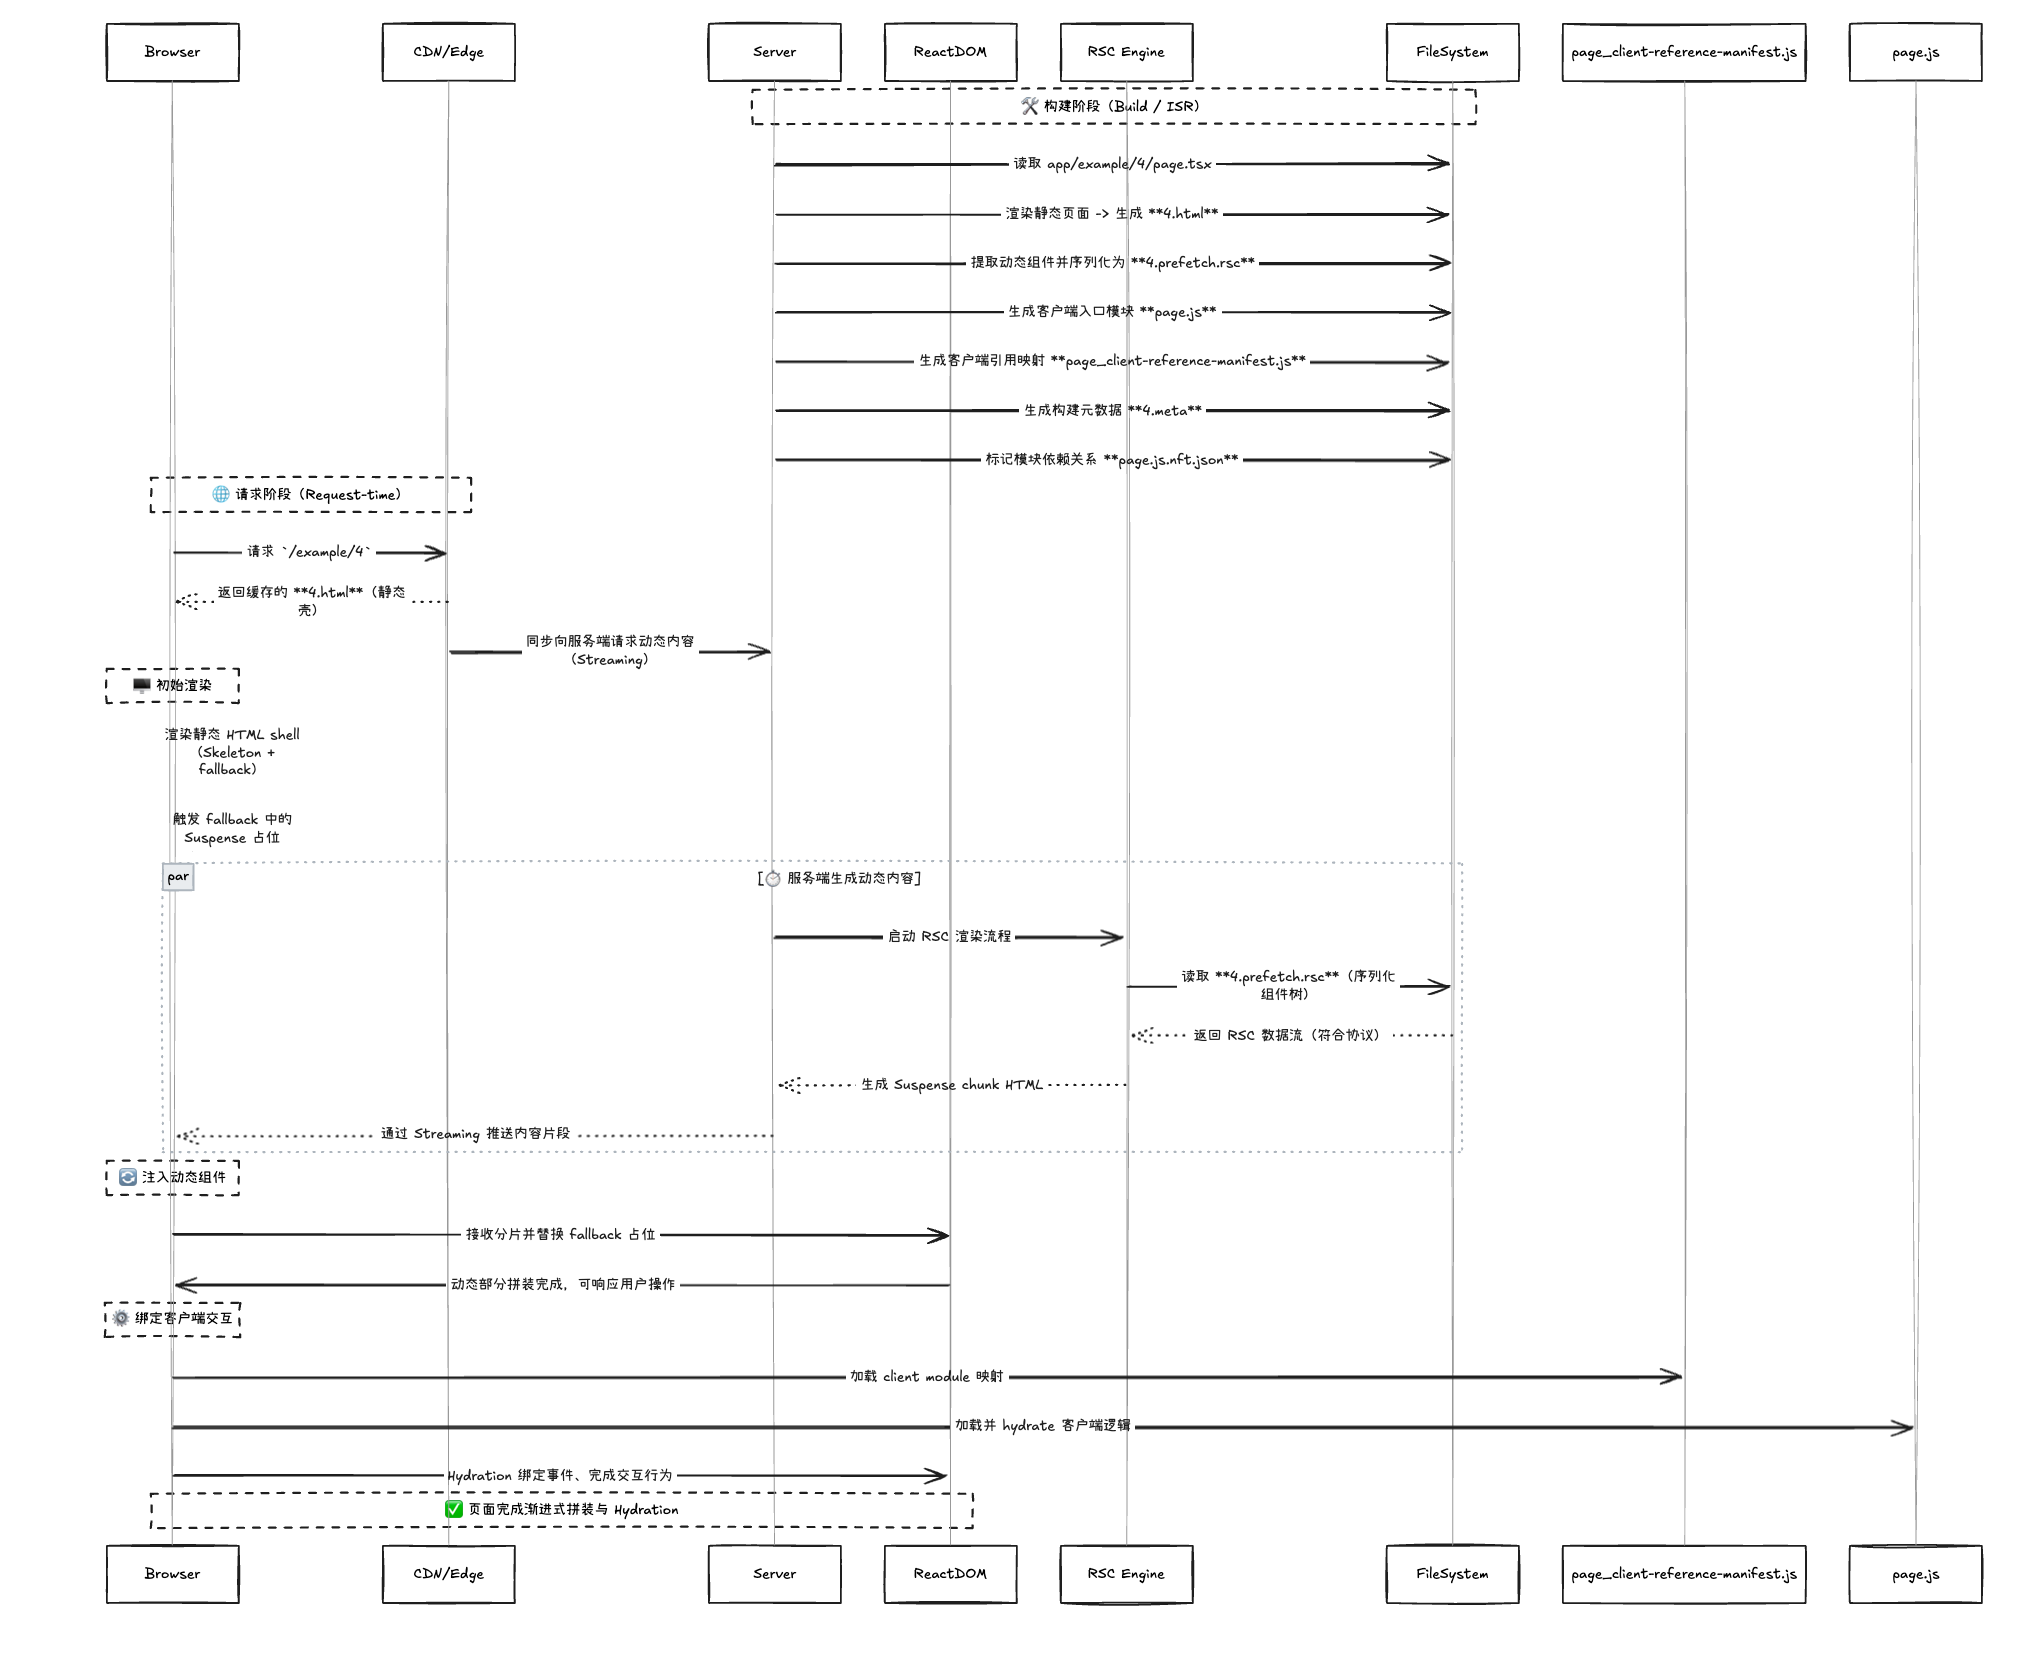 Browser
CDN/Edge
Server
ReactDOM
RSC Engine
FileSystem
page_client-reference-manifest.js
page.js
🛠️ 构建阶段（Build / ISR）
读取 app/example/4/page.tsx
渲染静态页面 -> 生成 **4.html**
提取动态组件并序列化为 **4.prefetch.rsc**
生成客户端入口模块 **page.js**
生成客户端引用映射 **page_client-reference-manifest.js**
生成构建元数据 **4.meta**
标记模块依赖关系 **page.js.nft.json**
🌐 请求阶段（Request-time）
请求 `/example/4`
返回缓存的 **4.html**（静态
壳）
同步向服务端请求动态内容
（Streaming）
🖥️ 初始渲染
渲染静态 HTML shell
（Skeleton +
fallback）
触发 fallback 中的
Suspense 占位
par
[⏱️ 服务端生成动态内容]
启动 RSC 渲染流程
读取 **4.prefetch.rsc**（序列化
组件树）
返回 RSC 数据流（符合协议）
生成 Suspense chunk HTML
通过 Streaming 推送内容片段
🔄 注入动态组件
接收分片并替换 fallback 占位
动态部分拼装完成，可响应用户操作
⚙️ 绑定客户端交互
加载 client module 映射
加载并 hydrate 客户端逻辑
Hydration 绑定事件、完成交互行为
✅ 页面完成渐进式拼装与 Hydration
Browser
CDN/Edge
Server
ReactDOM
RSC Engine
FileSystem
page_client-reference-manifest.js
page.js